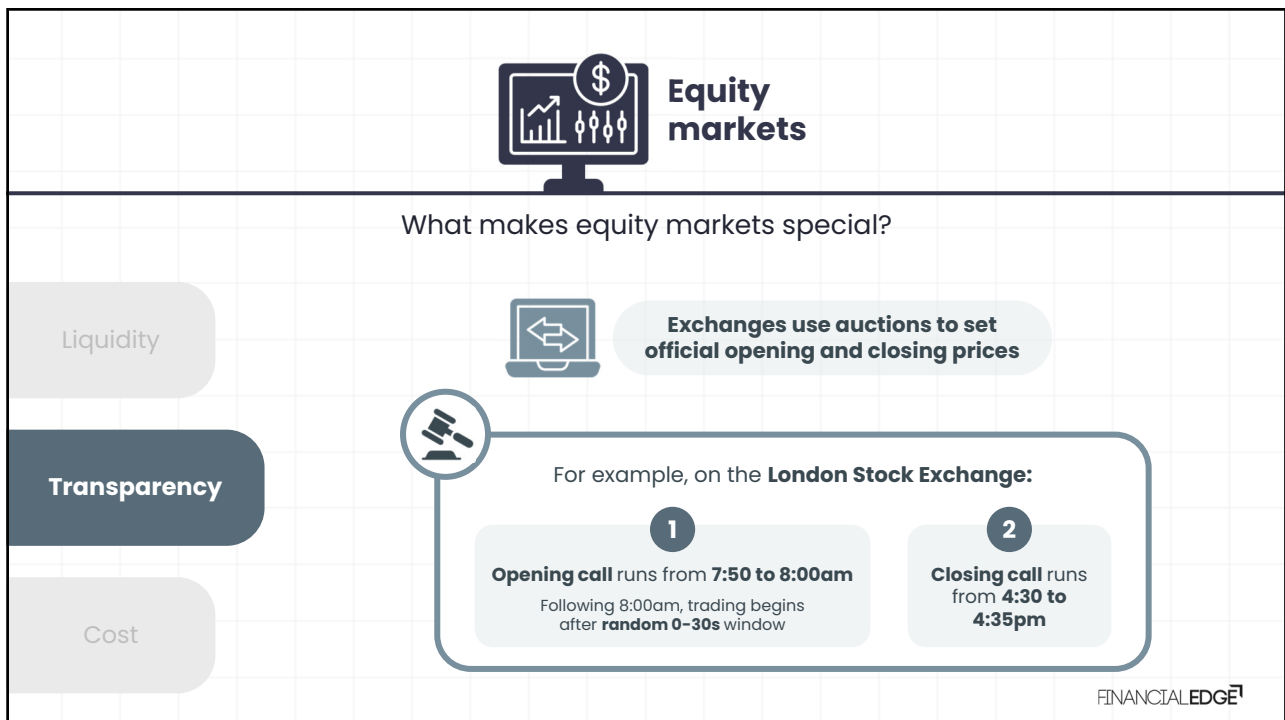 $
Equity
markets
What makes equity markets special?
Liquidity
Transparency
Cost
Exchanges use auctions to set
official opening and closing prices
For example, on the London Stock Exchange:
1
Opening call runs from 7:50 to 8:00am
Following 8:00am, trading begins
after random 0-30s window
2
Closing call runs
from 4:30 to
4:35pm
FINANCIALEDGE